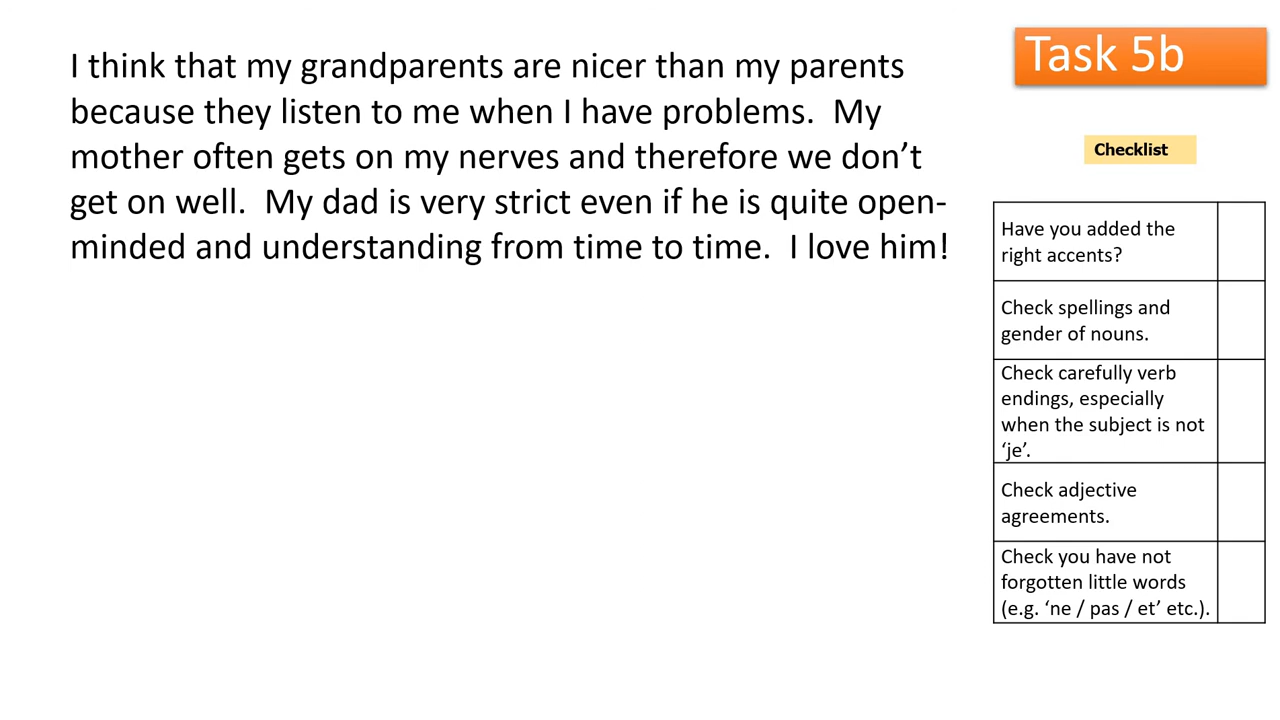 I think that my grandparents are nicer than my parents
because they listen to me when I have problems.  My
mother often gets on my nerves and therefore we don’t
get on well.  My dad is very strict even if he is quite open-
minded and understanding from time to time.  I love him!
Task 5b
Checklist
Have you added the
right accents?
Check spellings and
gender of nouns.
Check carefully verb
endings, especially
when the subject is not
‘je’.
Check adjective
agreements.
Check you have not
forgotten little words
(e.g. ‘ne / pas / et’ etc.).